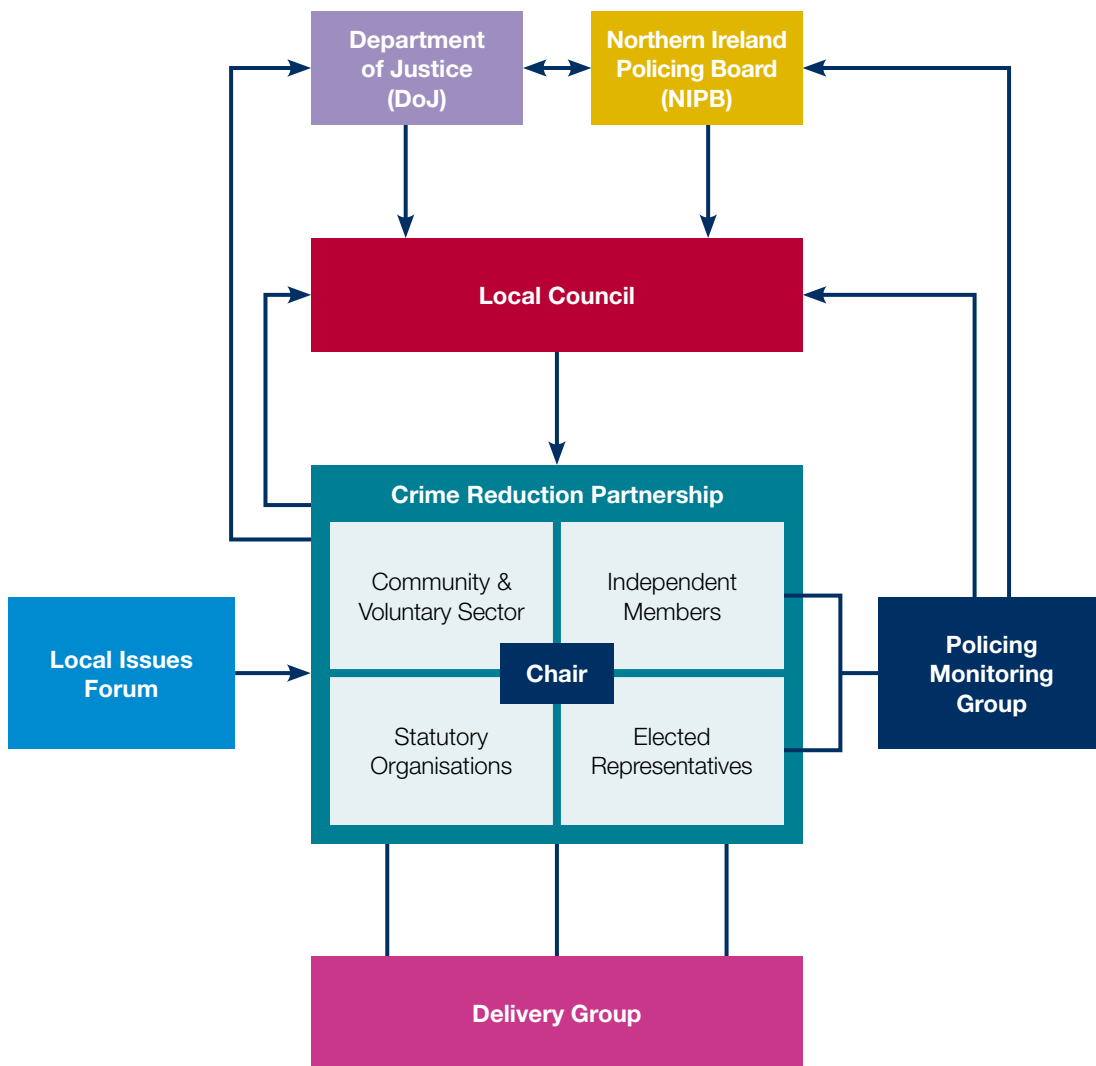 Department
of Justice
(DoJ)
Northern Ireland
Policing Board
(NIPB)
Local Council
Crime Reduction Partnership
Community &
Voluntary Sector
Independent
Members
Local Issues
Forum
Chair
Policing
Monitoring
Group
Statutory
Organisations
Elected
Representatives
Delivery Group